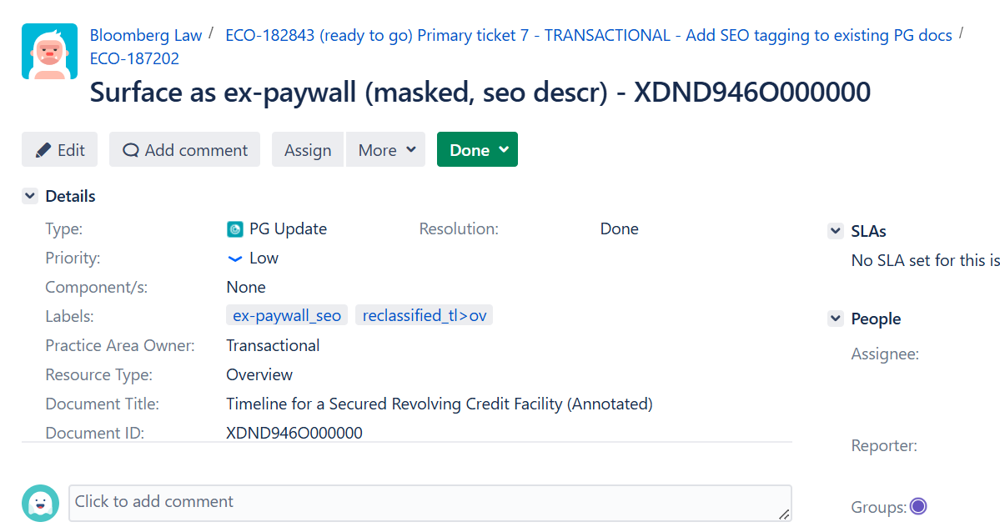 Bloomberg Law / ECO-182843 (ready to go) Primary ticket 7 - TRANSACTIONAL - Add SEO tagging to existing PG docs /
ECO-187202
Surface as ex-paywall (masked, seo descr) - XDND946O000000
Edit Add comment Assign More Done
Details
Type: PG Update Resolution: Done
Priority: Low
Component/s: None
Labels: ex-paywall_seo reclassified_tl>ov
Practice Area Owner: Transactional
Resource Type: Overview
Document Title: Timeline for a Secured Revolving Credit Facility (Annotated)
Document ID: XDND946O000000
Click to add comment
SLAs
No SLA set for this is
People
Assignee:
Reporter:
Groups: